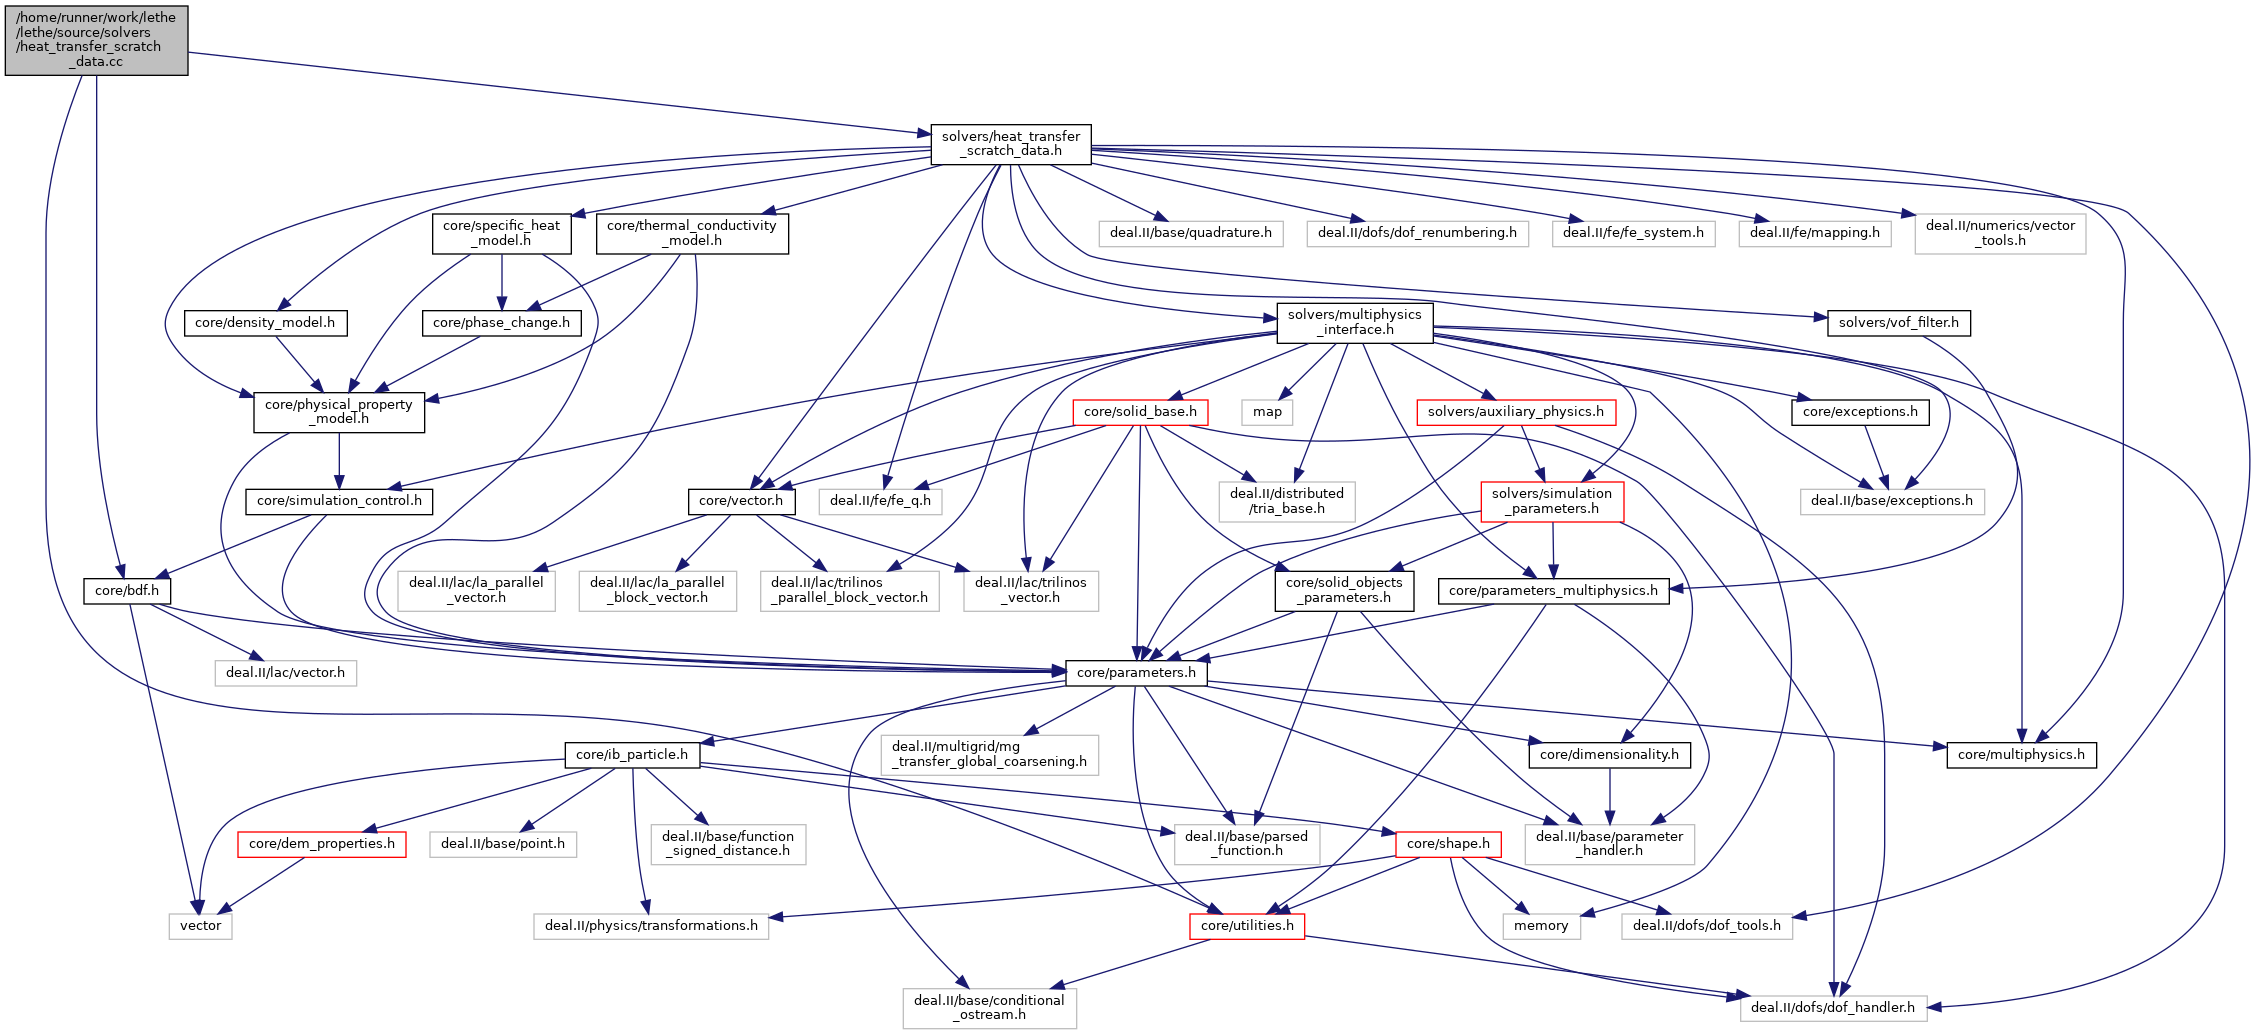 /home/runner/work/lethe
/lethe/source/solvers
/heat_transfer_scratch
_data.cc
solvers/heat_transfer
_scratch_data.h
core/specific_heat
_model.h
core/thermal_conductivity
_model.h
deal.II/base/quadrature.h
deal.II/dofs/dof_renumbering.h
deal.II/fe/fe_system.h
deal.II/fe/mapping.h
deal.II/numerics/vector
_tools.h
core/density_model.h
core/phase_change.h
solvers/multiphysics
_interface.h
solvers/vof_filter.h
core/physical_property
_model.h
core/solid_base.h
map
solvers/auxiliary_physics.h
core/exceptions.h
core/simulation_control.h
core/vector.h
deal.II/fe/fe_q.h
deal.II/distributed
/tria_base.h
solvers/simulation
_parameters.h
deal.II/base/exceptions.h
core/bdf.h
deal.II/lac/la_parallel
_vector.h
deal.II/lac/la_parallel
_block_vector.h
deal.II/lac/trilinos
_parallel_block_vector.h
deal.II/lac/trilinos
_vector.h
core/solid_objects
_parameters.h
core/parameters_multiphysics.h
deal.II/lac/vector.h
core/parameters.h
core/ib_particle.h
deal.II/multigrid/mg
_transfer_global_coarsening.h
core/dimensionality.h
core/multiphysics.h
core/dem_properties.h
deal.II/base/point.h
deal.II/base/function
_signed_distance.h
deal.II/base/parsed
_function.h
core/shape.h
deal.II/base/parameter
_handler.h
vector
deal.II/physics/transformations.h
core/utilities.h
memory
deal.II/dofs/dof_tools.h
deal.II/base/conditional
_ostream.h
deal.II/dofs/dof_handler.h